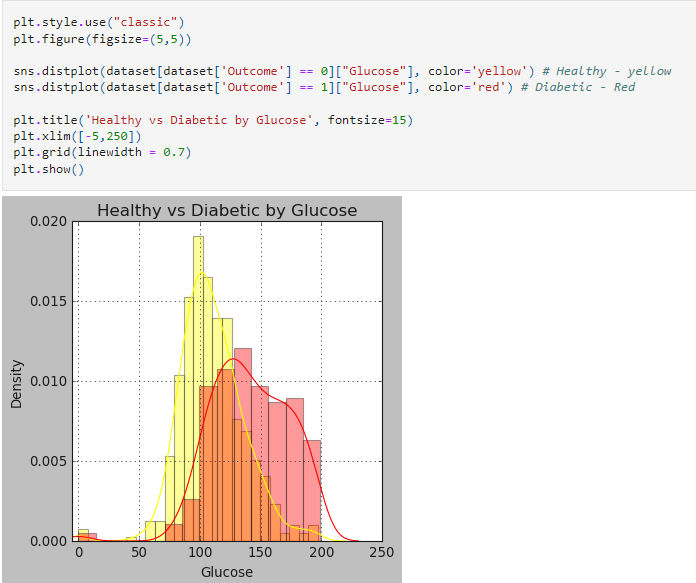 plt.style.use("classic")
plt.figure(figsize=(5,5))
sns.distplot(dataset[dataset['Outcome'] == 0]["Glucose"], color='yellow') # Healthy - yellow
sns.distplot(dataset[dataset['Outcome'] == 1]["Glucose"], color='red') # Diabetic - Red
plt.title('Healthy vs Diabetic by Glucose', fontsize=15)
plt.xlim([-5,250])
plt.grid(linewidth = 0.7)
plt.show()
Healthy vs Diabetic by Glucose
0.020
0.015
0.010
0.005
0.000
Density
0 50 100 150 200 250
Glucose